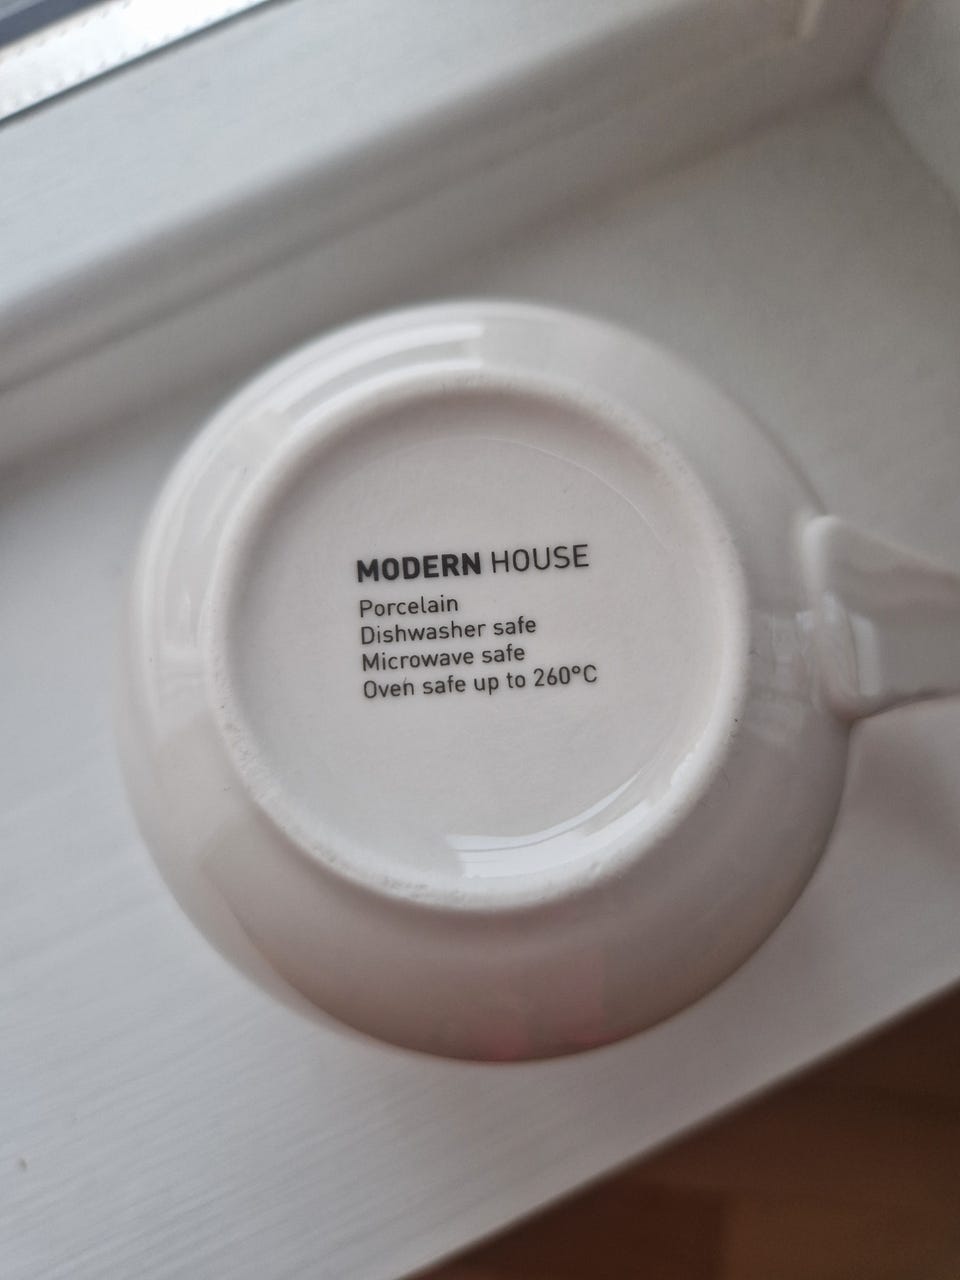 MODERN HOUSE
Porcelain
Dishwasher safe
Microwave safe
Oven safe up to 260°C